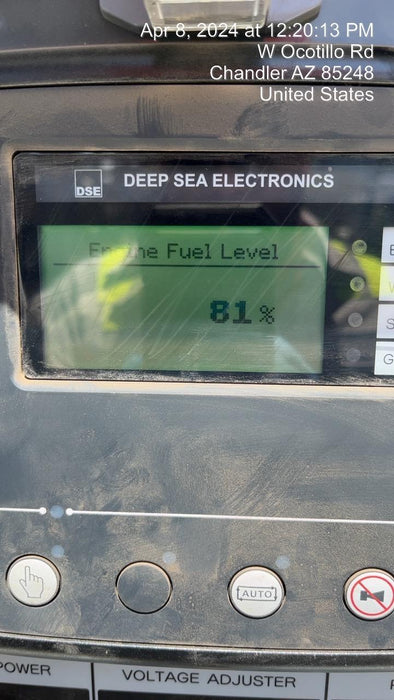 Apr 8, 2024 at 12:20:13 PM
W Ocotillo Rd
Chandler AZ 85248
United States
DSE
DEEP SEA ELECTRONICS
Engine Fuel Level
81 %
AUTO
POWER
VOLTAGE ADJUSTER